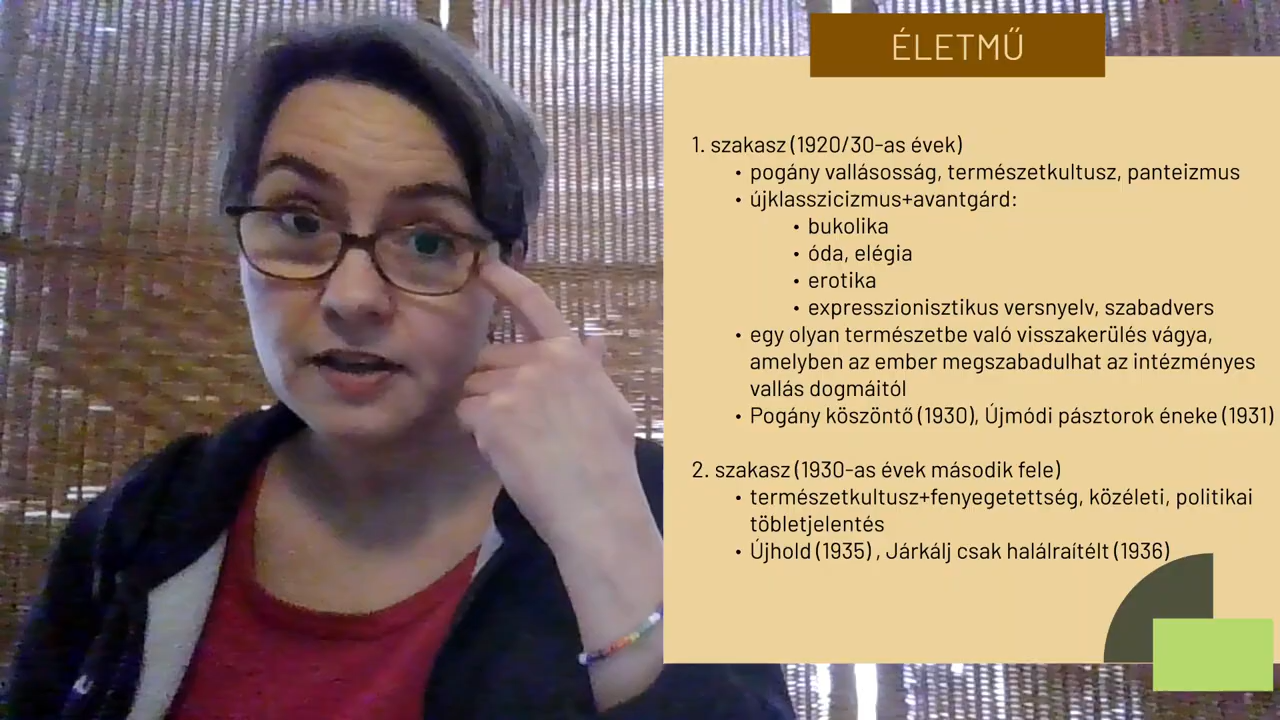 ÉLETMŰ
1. szakasz (1920/30-as évek)
• pogány vallásosság, természetkultusz, panteizmus
• újklasszicizmus+avantgárd:
• bukolika
• óda, elégia
• erotika
• expresszionisztikus versnyelv, szabadvers
• egy olyan természetbe való visszakerülés vágya,
amelyben az ember megszabadulhat az intézményes
vallás dogmáitól
• Pogány köszöntő (1930), Újmódi pásztorok éneke (1931)
2. szakasz (1930-as évek második fele)
• természetkultusz+fenyegetettség, közéleti, politikai
töbletjelentés
• Újhold (1935) , Járkálj csak halálraítélt (1936)